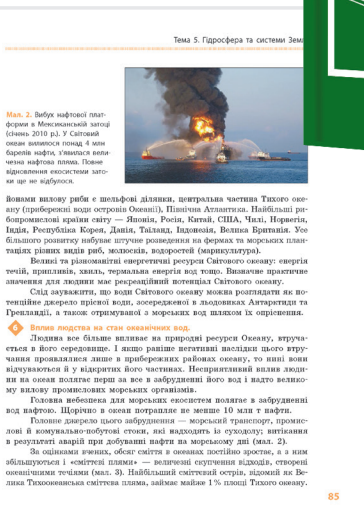 Тема 5. Гідросфера та системиЗемл
Мал. 2. Вибух нафтової плат-
форми в Мексиканській затоці
(січень 2010 р.). У Світовий
океан вилилося понад 4 млн
барелів нафти, з'явилася вели-
чезна нафтова пляма. Повне
відновлення екосистеми зато-
ки ще не відбулося.
йонами вилову риби є шельфові ділянки, центральна частина Тихого оке-
ану (прибережні води островів Океанії), Північна Атлантика. Найбільші ри-
бопромислові країни світу — Японія, Росія, Китай, США, Чилі, Норвегія,
Індія, Республіка Корея, Данія, Таїланд, Індонезія, Велика Британія. Усе
більшого розвитку набуває штучне розведення на фермах та морських план-
таціях різних видів риб, молюсків, водоростей (марикультура).
Великі та різноманітні енергетичні ресурси Світового океану: енергія
течій, припливів, хвиль, термальна енергія вод тощо. Визначне практичне
значення для людини має рекреаційний потенціал Світового океану.
Слід зауважити, що води Світового океану можна розглядати як по-
тенційне джерело прісної води, зосередженої в льодовиках Антарктиди та
Гренландії, а також отримуваної з морських вод шляхом їх опріснення.
6 Вплив людства на стан океанічних вод.
Людина все більше впливає на природні ресурси Океану, втруча-
ється в його середовище. І якщо раніше негативні наслідки цього втру-
чання проявлялися лише в прибережних районах океану, то нині вони
відчуваються й у відкритих його частинах. Несприятливий вплив люди-
ни на океан полягає перш за все в забрудненні його вод і надто велико-
му вилову промислових морських організмів.
Головна небезпека для морських екосистем полягає в забрудненні
вод нафтою. Щорічно в океан потрапляє не менше 10 млн т нафти.
Головне джерело цього забруднення — морський транспорт, промис-
лові й комунально-побутові стоки, які надходять із суходолу; витікання
в результаті аварій при добуванні нафти на морському дні (мал. 2).
За оцінками вчених, обсяг сміття в океанах постійно зростає, а з ним
збільшуються і «сміттєві плями» — величезні скупчення відходів, створені
океанічними течіями (мал. 3). Найбільший сміттєвий острів, відомий як Ве-
лика Тихоокеанська сміттєва пляма, займає майже 1% площі Тихого океану.
85